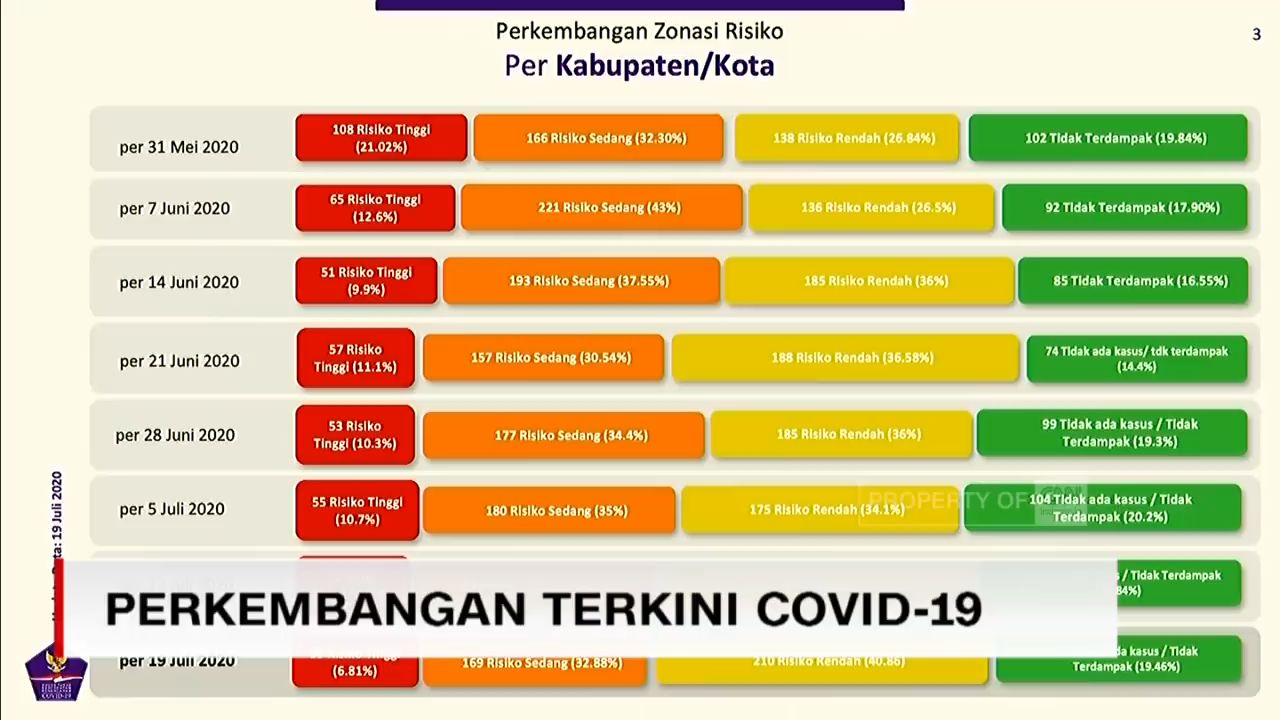 Perkembangan Zonasi Risiko
3
Per Kabupaten/Kota
per 31 Mei 2020
108 Risiko Tinggi
(21.02%)
166 Risiko Sedang (32.30%)
138 Risiko Rendah (26.84%)
102 Tidak Terdampak (19.84%)
per 7 Juni 2020
65 Risiko Tinggi
(12.6%)
221 Risiko Sedang (43%)
136 Risiko Rendah (26.5%)
92 Tidak Terdampak (17.90%)
per 14 Juni 2020
51 Risiko Tinggi
(9.9%)
193 Risiko Sedang (37.55%)
185 Risiko Rendah (36%)
85 Tidak Terdampak (16.55%)
per 21 Juni 2020
57 Risiko
Tinggi (11.1%)
157 Risiko Sedang (30.54%)
188 Risiko Rendah (36.58%)
74 Tidak ada kasus/ tdk terdampak
(14.4%)
per 28 Juni 2020
53 Risiko
Tinggi (10.3%)
177 Risiko Sedang (34.4%)
185 Risiko Rendah (36%)
99 Tidak ada kasus / Tidak
Terdampak (19.3%)
per 5 Juli 2020
55 Risiko Tinggi
(10.7%)
180 Risiko Sedang (35%)
175 Risiko Rendah (34.1%)
104 Tidak ada kasus / Tidak
Terdampak (20.2%)
PROPERTY OF
/ Tidak Terdampak
PERKEMBANGAN TERKINI COVID-19
per 19 Juli 2020
(6.81%)
169 Risiko Sedang (32.88%)
210 Risiko Rendah (40.86)
kasus / Tidak
Terdampak (19.46%)
19 Juli 2020
COVID-19